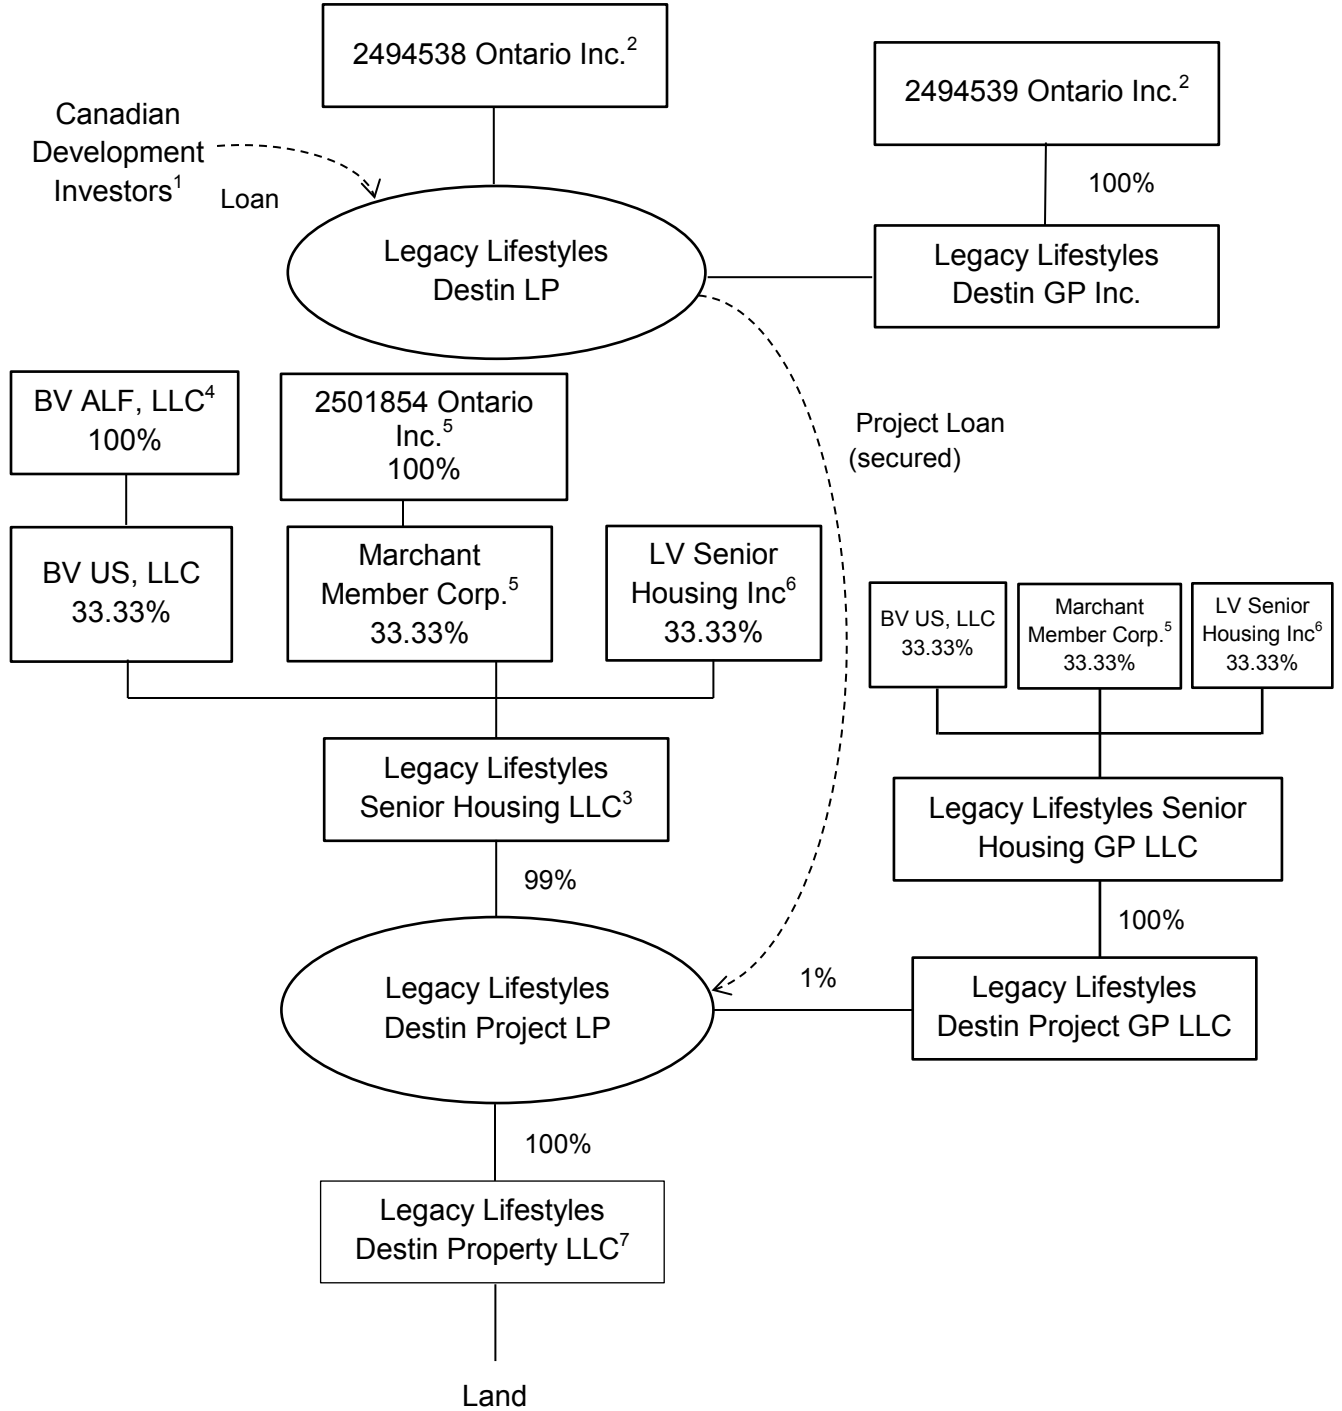 2494538 Ontario Inc.2
2494539 Ontario Inc.2
Canadian
Development
Investors1
Loan
100%
Legacy Lifestyles
Destin LP
Legacy Lifestyles
Destin GP Inc.
BV ALF, LLC4
100%
2501854 Ontario
Inc.5
100%
Project Loan
(secured)
BV US, LLC
33.33%
Marchant
Member Corp.5
33.33%
LV Senior
Housing Inc6
33.33%
BV US, LLC
33.33%
Marchant
Member Corp.5
33.33%
LV Senior
Housing Inc6
33.33%
Legacy Lifestyles
Senior Housing LLC3
Legacy Lifestyles Senior
Housing GP LLC
99%
100%
Legacy Lifestyles
Destin Project LP
1%
Legacy Lifestyles
Destin Project GP LLC
100%
Legacy Lifestyles
Destin Property LLC7
Land